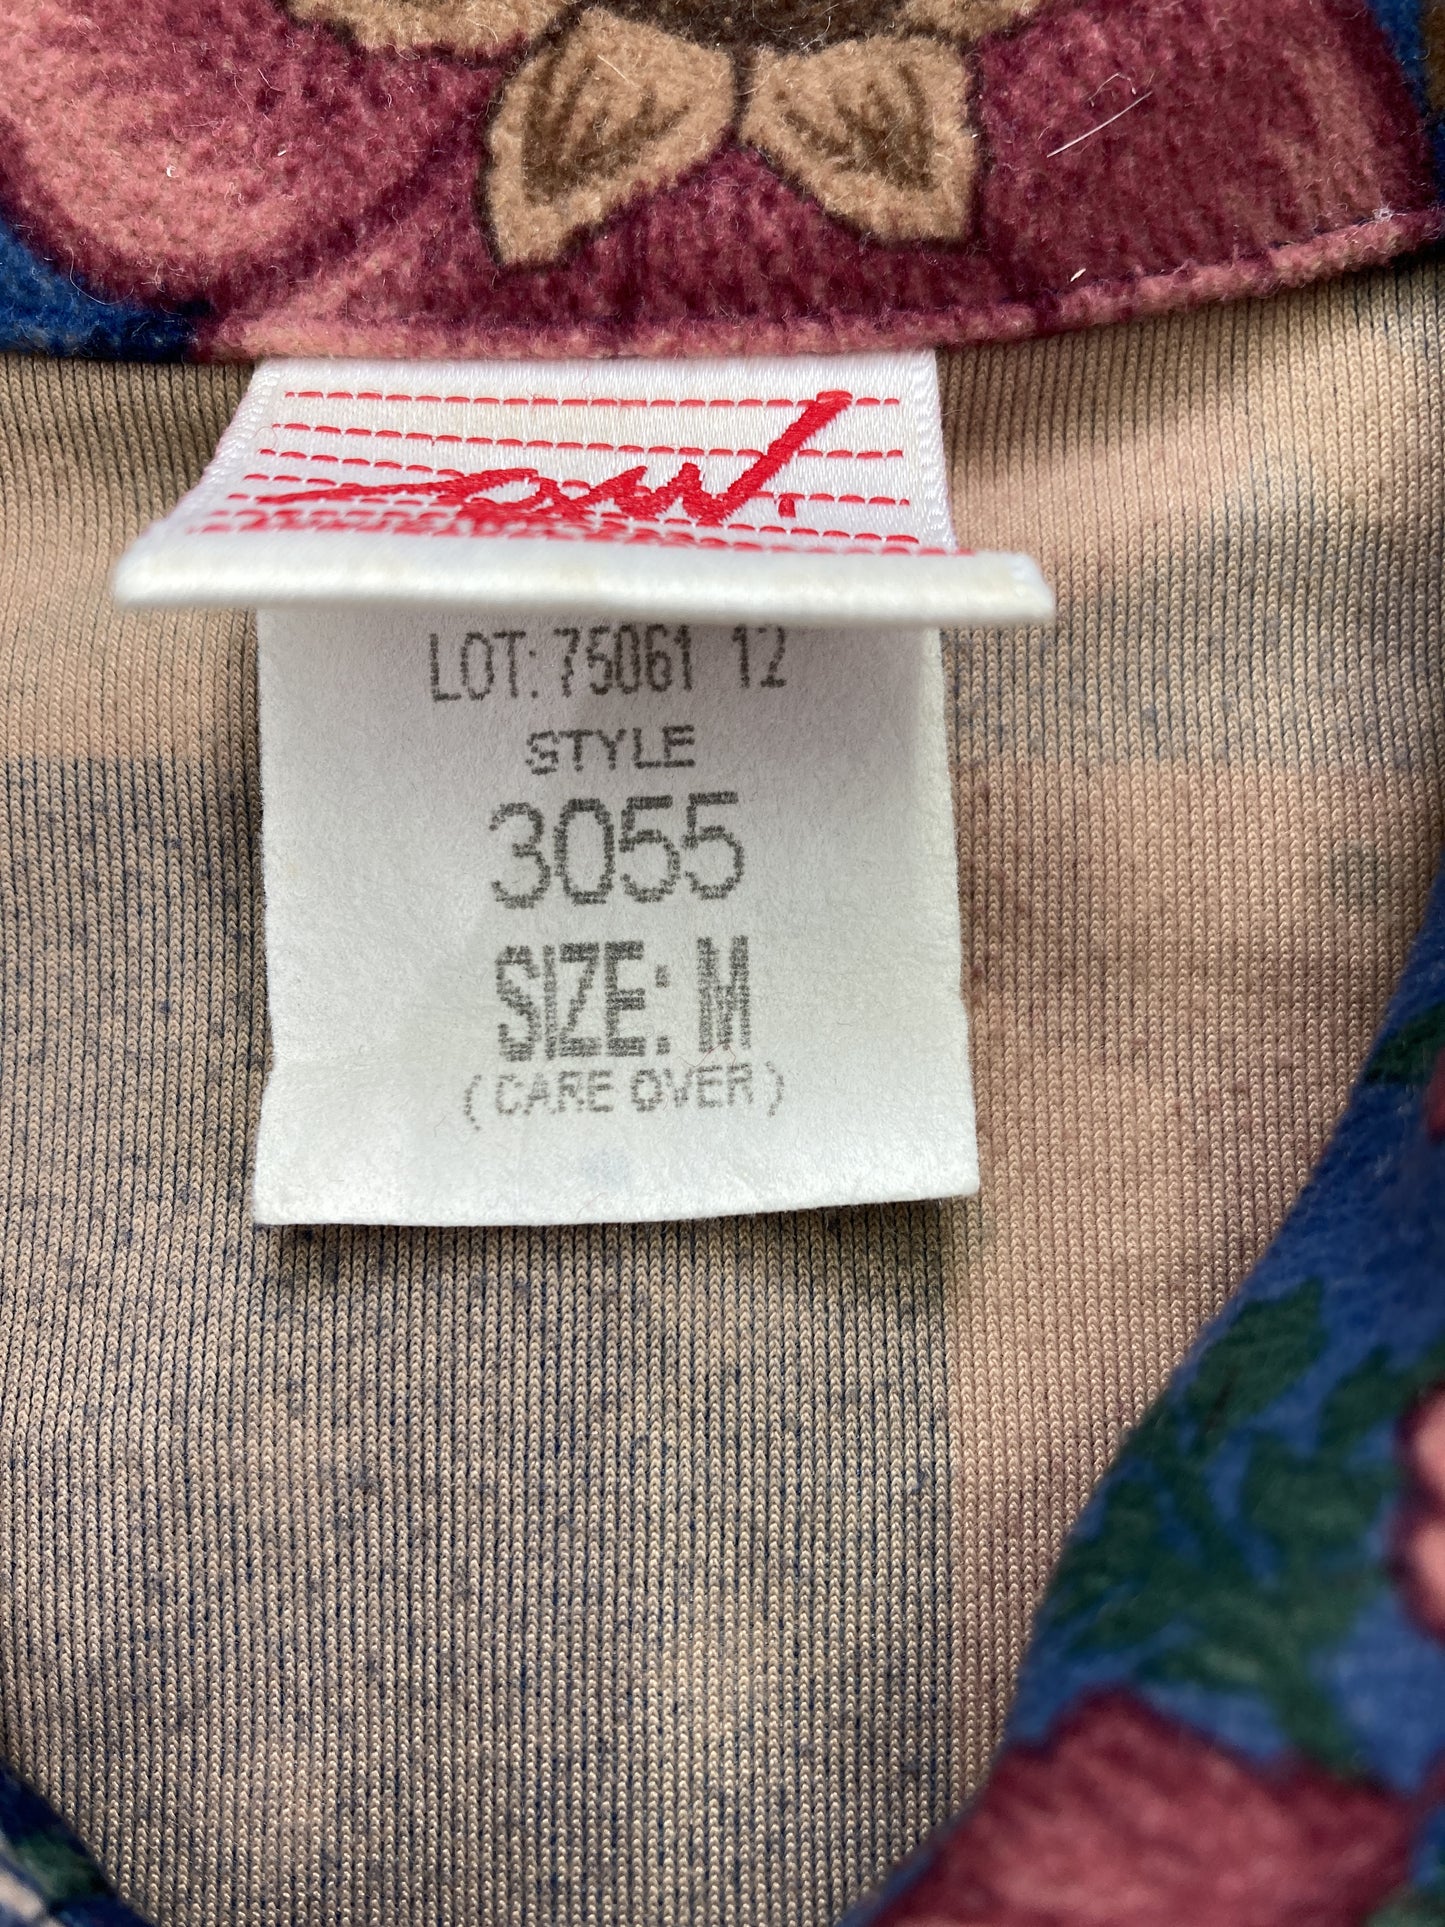 LOT: 75061 12
STYLE
3055
SIZE: M
(CARE OVER)